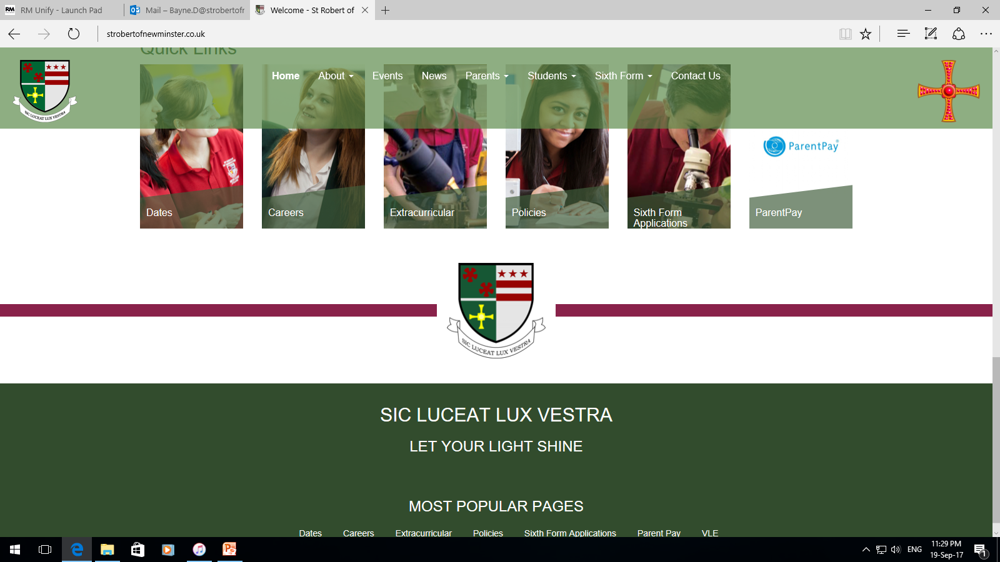 RM Unify - Launch Pad
Mail – Bayne.D@strobertofr
Welcome - St Robert of
strobertofnewminster.co.uk
Quick Links
Home About Events News Parents Students Sixth Form Contact Us
SIC LUCEAT LUX VESTRA
ParentPay
Dates
Careers
Extracurricular
Policies
Sixth Form
Applications
ParentPay
SIC LUCEAT LUX VESTRA
SIC LUCEAT LUX VESTRA
LET YOUR LIGHT SHINE
MOST POPULAR PAGES
Dates Careers Extracurricular Policies Sixth Form Applications Parent Pay VLE
ENG
11:29 PM
19-Sep-17
1